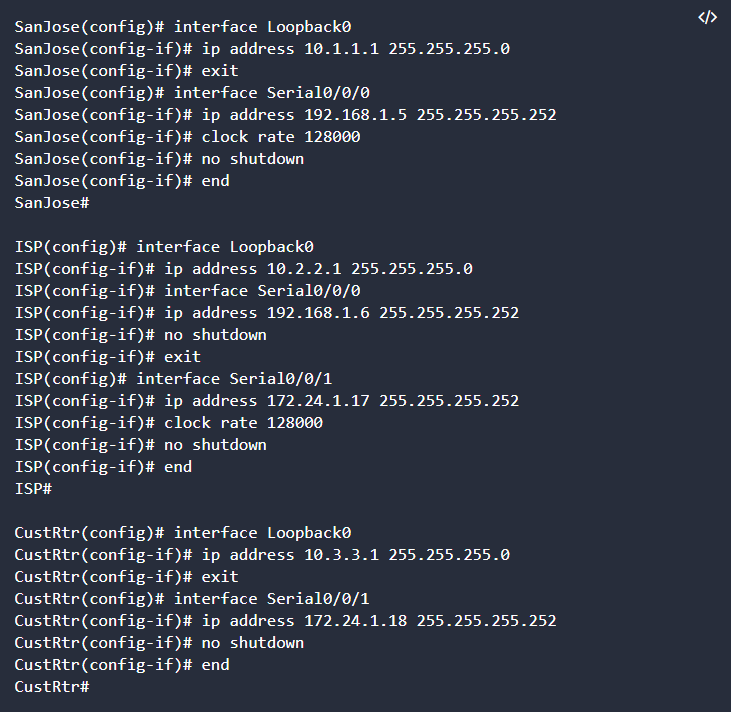 </>
SanJose(config)# interface Loopback0
SanJose(config-if)# ip address 10.1.1.1 255.255.255.0
SanJose(config-if)# exit
SanJose(config)# interface Serial0/0/0
SanJose(config-if)# ip address 192.168.1.5 255.255.255.252
SanJose(config-if)# clock rate 128000
SanJose(config-if)# no shutdown
SanJose(config-if)# end
SanJose#

ISP(config)# interface Loopback0
ISP(config-if)# ip address 10.2.2.1 255.255.255.0
ISP(config-if)# interface Serial0/0/0
ISP(config-if)# ip address 192.168.1.6 255.255.255.252
ISP(config-if)# no shutdown
ISP(config-if)# exit
ISP(config)# interface Serial0/0/1
ISP(config-if)# ip address 172.24.1.17 255.255.255.252
ISP(config-if)# clock rate 128000
ISP(config-if)# no shutdown
ISP(config-if)# end
ISP#

CustRtr(config)# interface Loopback0
CustRtr(config-if)# ip address 10.3.3.1 255.255.255.0
CustRtr(config-if)# exit
CustRtr(config)# interface Serial0/0/1
CustRtr(config-if)# ip address 172.24.1.18 255.255.255.252
CustRtr(config-if)# no shutdown
CustRtr(config-if)# end
CustRtr#